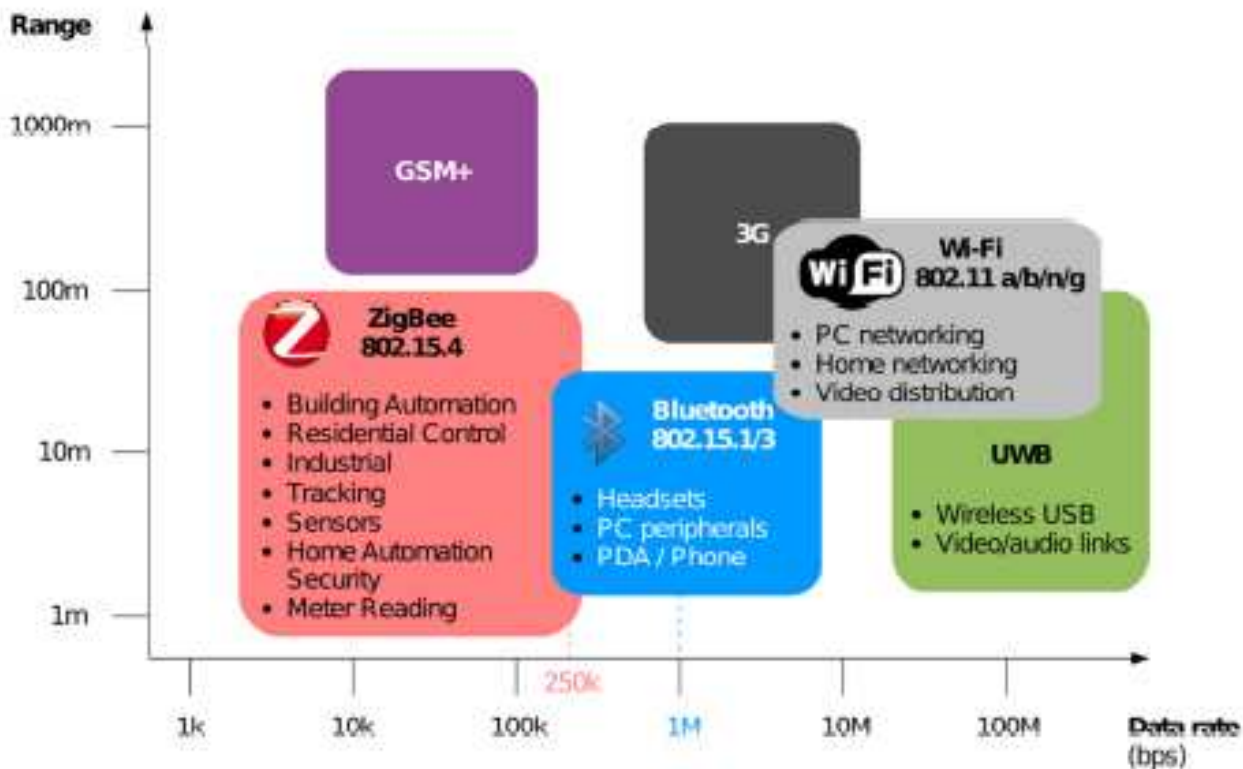 Range
1000m
100m
10m
1m
GSM+
3G
Wi Fi
Wi-Fi
802.11 a/b/n/g
• PC networking
• Home networking
• Video distribution
ZigBee
802.15.4
• Building Automation
• Residential Control
• Industrial
• Tracking
• Sensors
• Home Automation
Security
• Meter Reading
Bluetooth
802.15.1/3
• Headsets
• PC peripherals
• PDA / Phone
UWB
• Wireless USB
• Video/audio links
250k
1k
10k
100k
1M
10M
100M
Data rate
(bps)